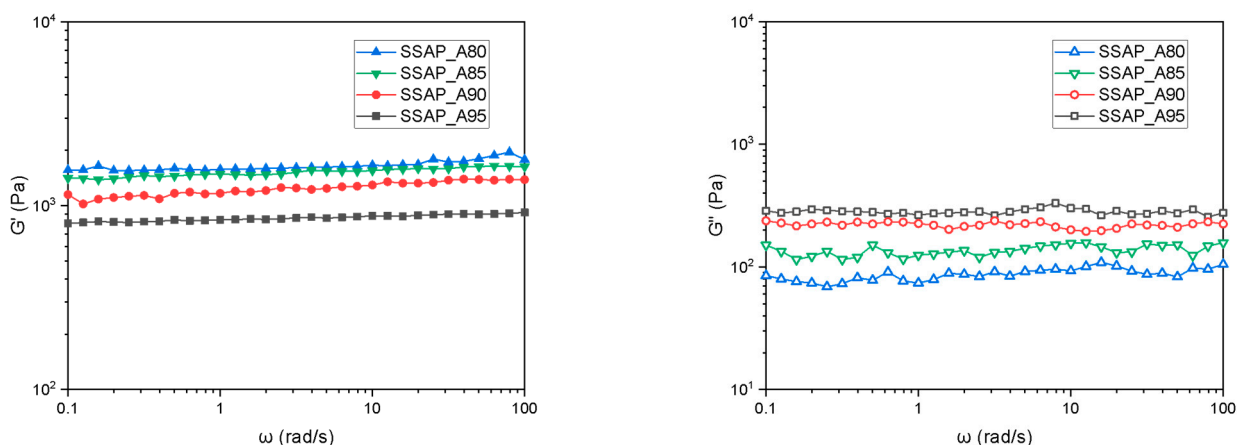 10⁴
SSAP_A80
SSAP_A85
SSAP_A90
SSAP_A95
G' (Pa)
10³
10²
0.1
1
10
100
ω (rad/s)
10⁴
SSAP_A80
SSAP_A85
SSAP_A90
SSAP_A95
10³
G'' (Pa)
10²
10¹
0.1
1
10
100
ω (rad/s)